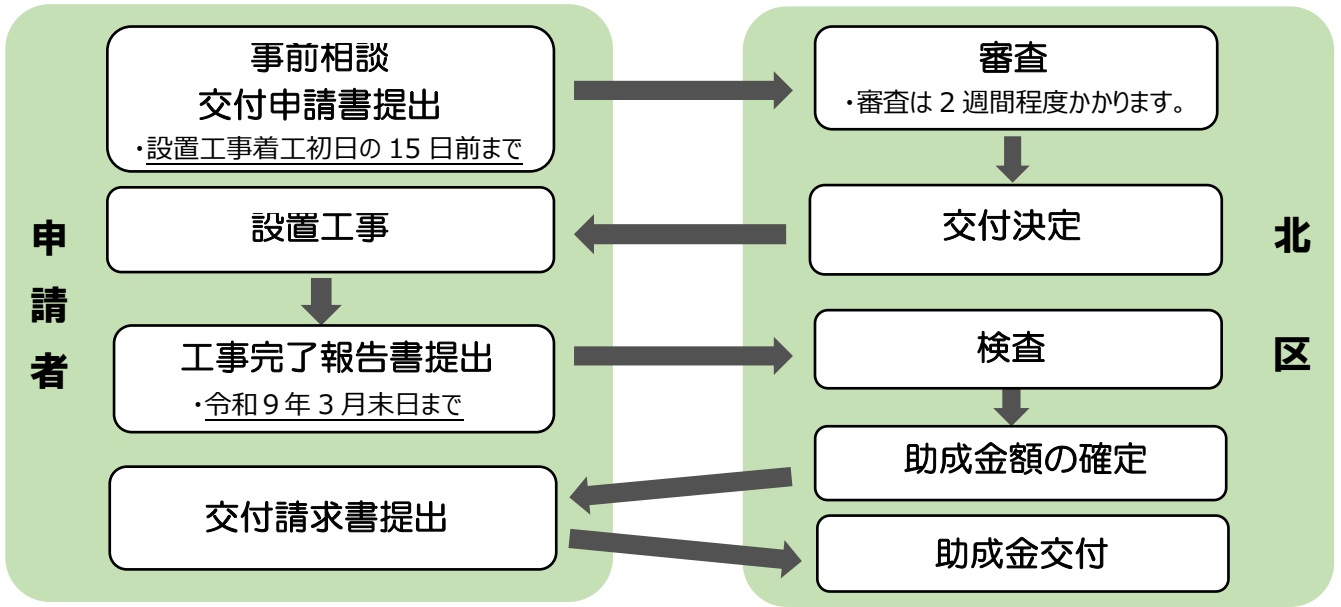 申請者
事前相談
交付申請書提出
・設置工事着工初日の 15 日前まで
設置工事
工事完了報告書提出
・令和９年 3 月末日まで
交付請求書提出
北区
審査
・審査は 2 週間程度かかります。
交付決定
検査
助成金額の確定
助成金交付